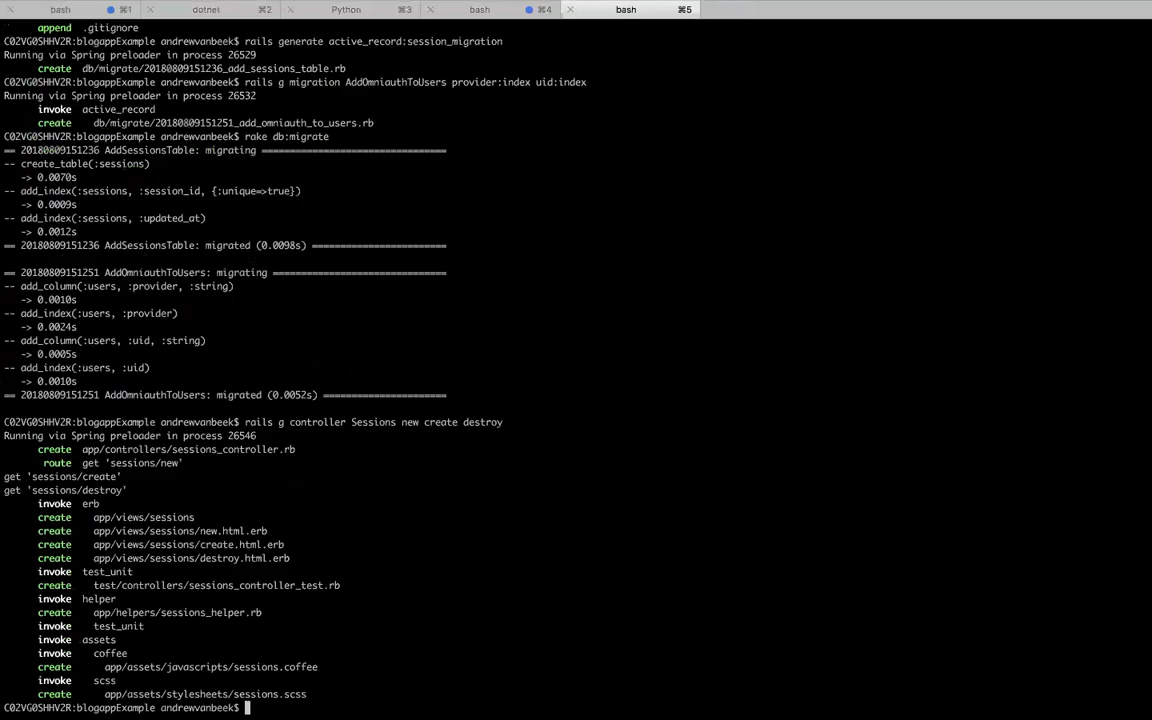 bash ⌘1 dotnet ⌘2 Python ⌘3 bash ⌘4 bash ⌘5
append .gitignore
C02VG0SHHV2R:blogappExample andrewvanbeek$ rails generate active_record:session_migration
Running via Spring preloader in process 26529
create db/migrate/20180809151236_add_sessions_table.rb
C02VG0SHHV2R:blogappExample andrewvanbeek$ rails g migration AddOmniauthToUsers provider:index uid:index
Running via Spring preloader in process 26532
invoke active_record
create db/migrate/20180809151251_add_omniauth_to_users.rb
C02VG0SHHV2R:blogappExample andrewvanbeek$ rake db:migrate
== 20180809151236 AddSessionsTable: migrating ==================================
-- create_table(:sessions)
-> 0.0070s
-- add_index(:sessions, :session_id, {:unique=>true})
-> 0.0009s
-- add_index(:sessions, :updated_at)
-> 0.0012s
== 20180809151236 AddSessionsTable: migrated (0.0098s) ========================
== 20180809151251 AddOmniauthToUsers: migrating ===============================
-- add_column(:users, :provider, :string)
-> 0.0010s
-- add_index(:users, :provider)
-> 0.0024s
-- add_column(:users, :uid, :string)
-> 0.0005s
-- add_index(:users, :uid)
-> 0.0010s
== 20180809151251 AddOmniauthToUsers: migrated (0.0052s) ======================
C02VG0SHHV2R:blogappExample andrewvanbeek$ rails g controller Sessions new create destroy
Running via Spring preloader in process 26546
create app/controllers/sessions_controller.rb
route get 'sessions/new'
get 'sessions/create'
get 'sessions/destroy'
invoke erb
create app/views/sessions
create app/views/sessions/new.html.erb
create app/views/sessions/create.html.erb
create app/views/sessions/destroy.html.erb
invoke test_unit
create test/controllers/sessions_controller_test.rb
invoke helper
create app/helpers/sessions_helper.rb
invoke test_unit
invoke assets
invoke coffee
create app/assets/javascripts/sessions.coffee
invoke scss
create app/assets/stylesheets/sessions.scss
C02VG0SHHV2R:blogappExample andrewvanbeek$